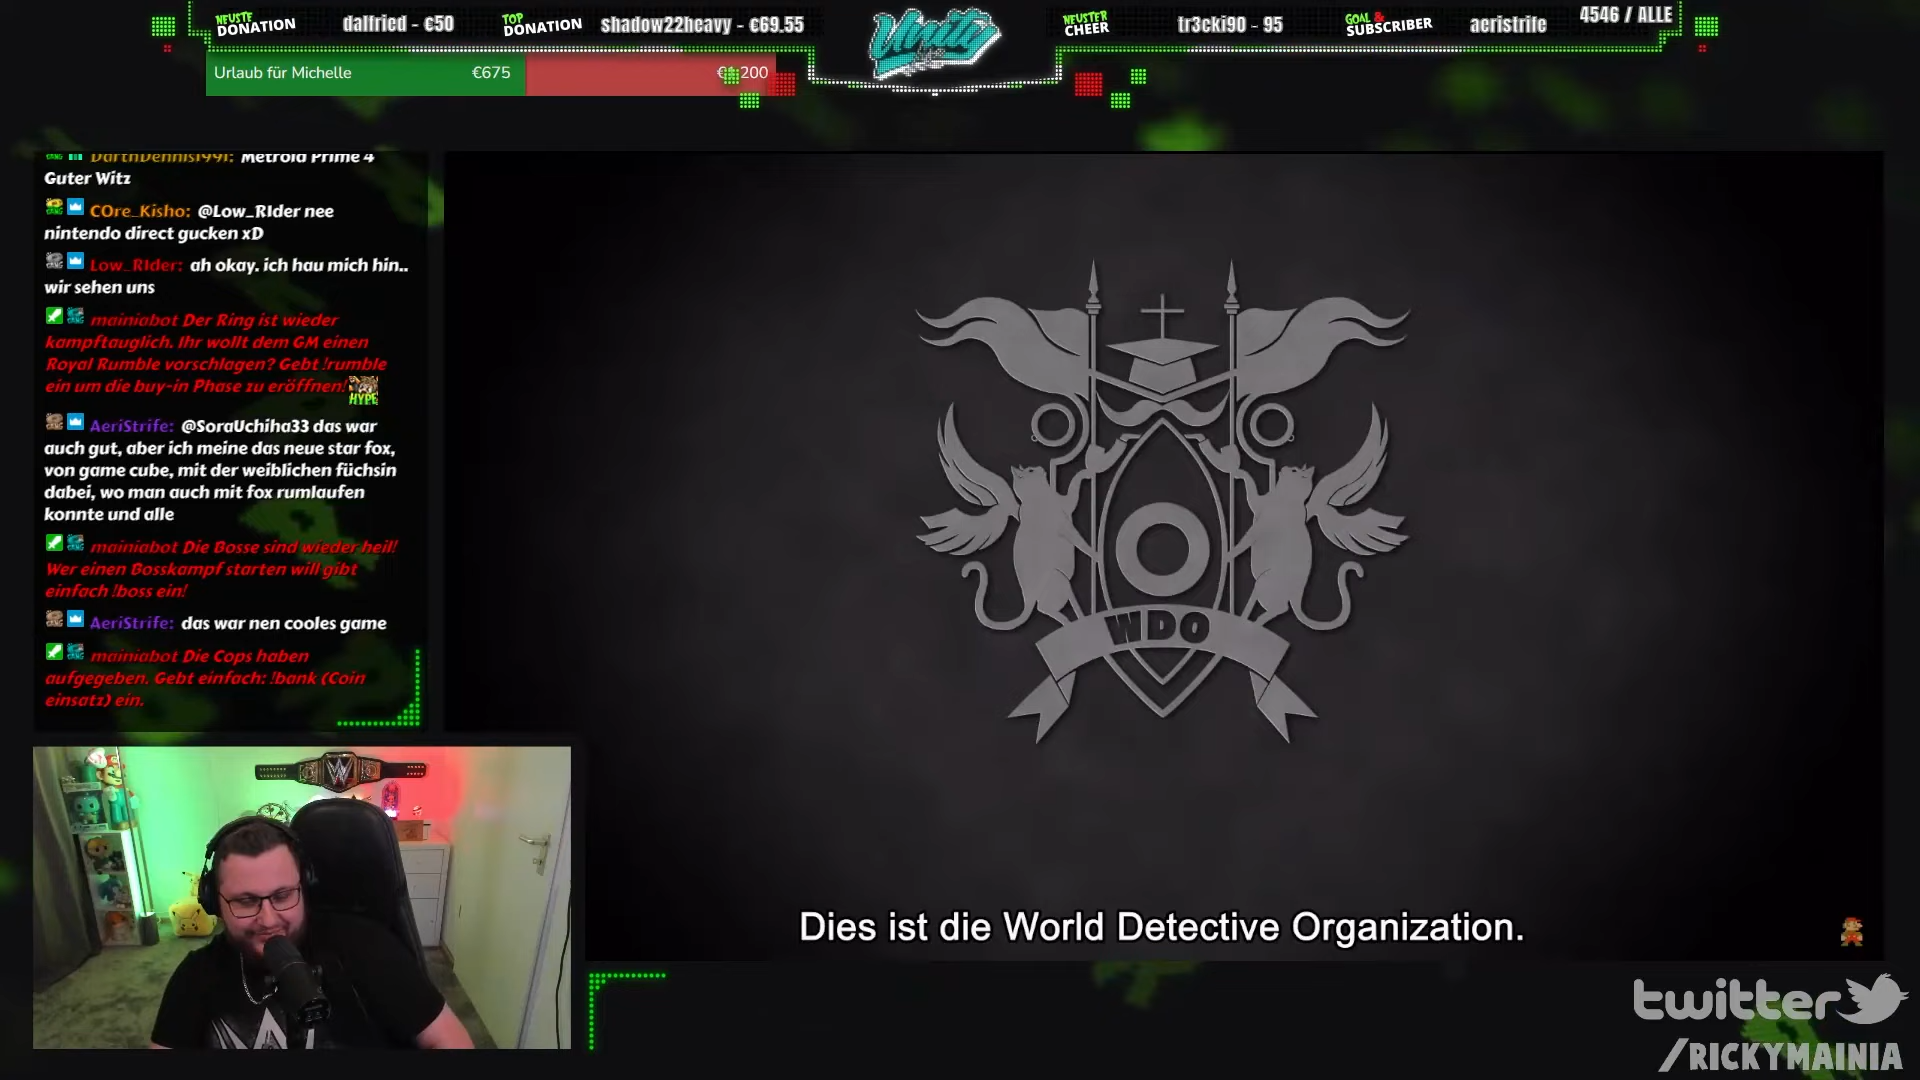 NEUSTE DONATION
dalfried - €50
TOP DONATION
shadow22heavy - €69.55
NEUSTER CHEER
tr3cki90 - 95
GOAL & SUBSCRIBER
aeristrife
4546 / ALLE
Urlaub für Michelle €675
DarthDennis1991: Metroid Prime 4
Guter Witz
COre_Kisho: @Low_RIder nee
nintendo direct gucken xD
Low_RIder: ah okay. ich hau mich hin..
wir sehen uns
mainiabot Der Ring ist wieder
kampftauglich. Ihr wollt dem GM einen
Royal Rumble vorschlagen? Gebt !rumble
ein um die buy-in Phase zu eröffnen!
HYPE
AeriStrife: @SoraUchiha33 das war
auch gut, aber ich meine das neue star fox,
von game cube, mit der weiblichen füchsin
dabei, wo man auch mit fox rumlaufen
konnte und alle
mainiabot Die Bosse sind wieder heil!
Wer einen Bosskampf starten will gibt
einfach !boss ein!
AeriStrife: das war nen cooles game
mainiabot Die Cops haben
aufgegeben. Gebt einfach: !bank (Coin
einsatz) ein.
WDO
Dies ist die World Detective Organization.
twitter
/RICKYMAINIA